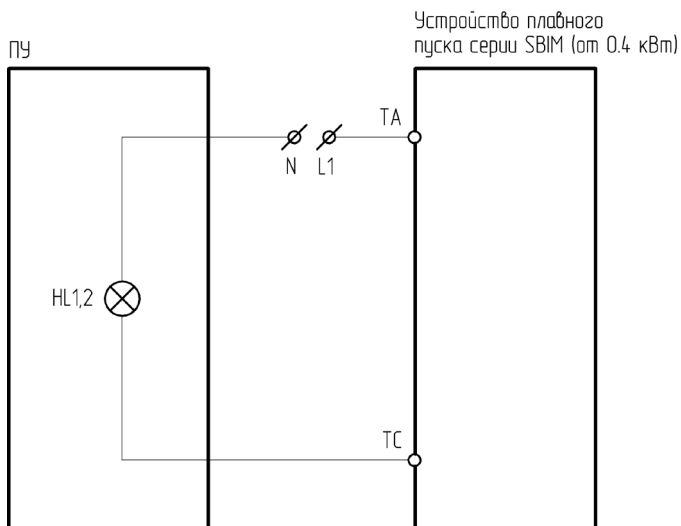 Устройство плавного
пуска серии SBIM (от 0.4 кВт)
ПУ
TA
N L1
HL1,2
TC